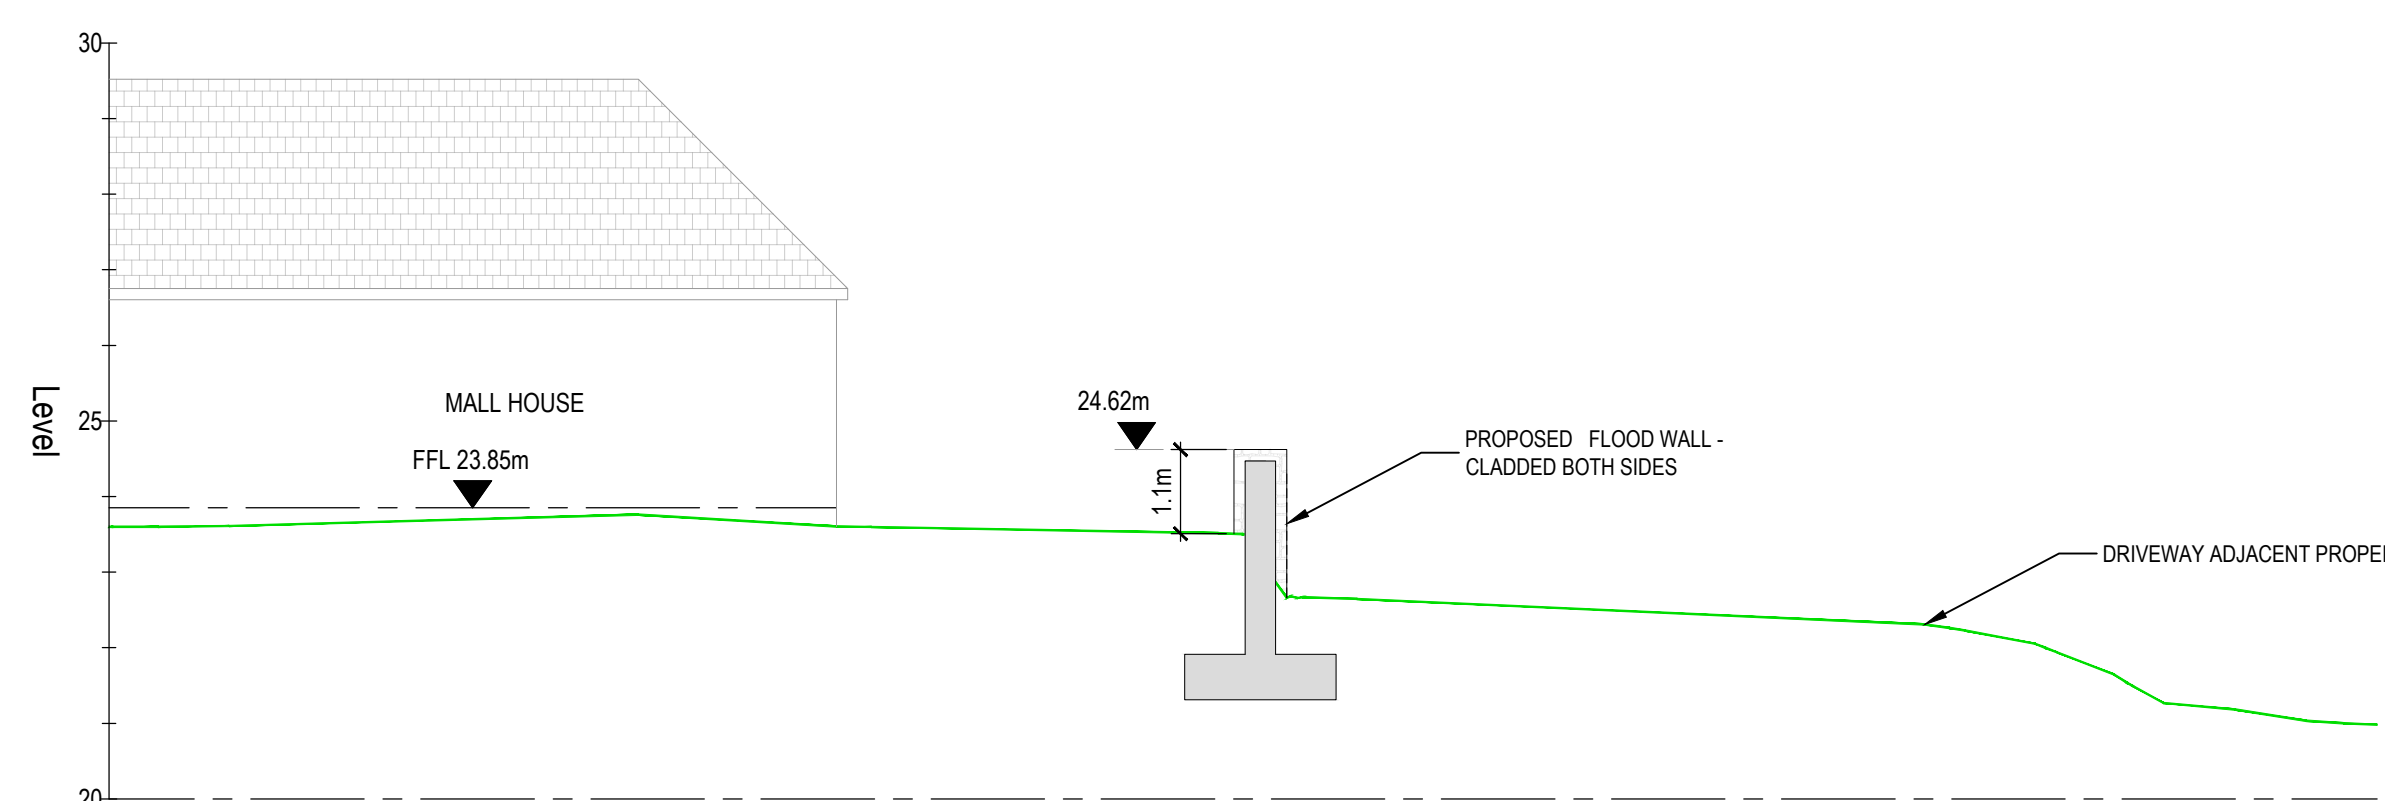 30
Level
25
20
MALL HOUSE
FFL 23.85m
24.62m
1.1m
PROPOSED FLOOD WALL -
CLADDED BOTH SIDES
DRIVEWAY ADJACENT